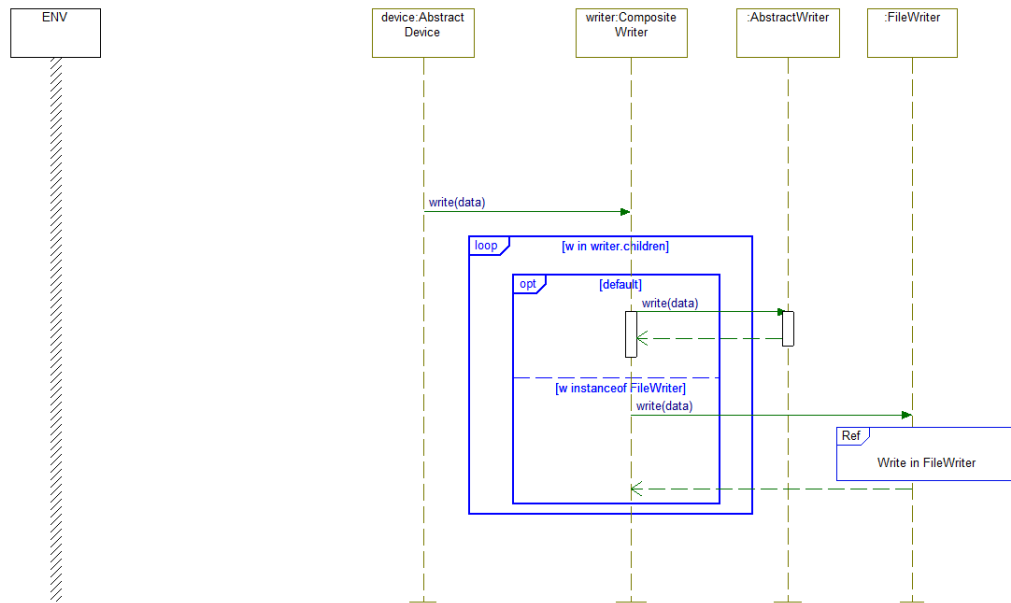 ENV
device:Abstract
Device
writer:Composite
Writer
:AbstractWriter
:FileWriter
write(data)
loop
[w in writer.children]
opt
[default]
write(data)
[w instanceof FileWriter]
write(data)
Ref
Write in FileWriter